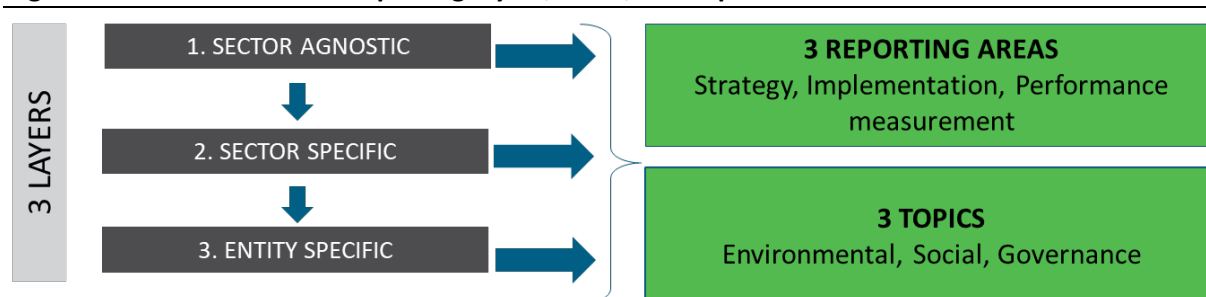 3 LAYERS
1. SECTOR AGNOSTIC
2. SECTOR SPECIFIC
3. ENTITY SPECIFIC
3 REPORTING AREAS
Strategy, Implementation, Performance
measurement
3 TOPICS
Environmental, Social, Governance